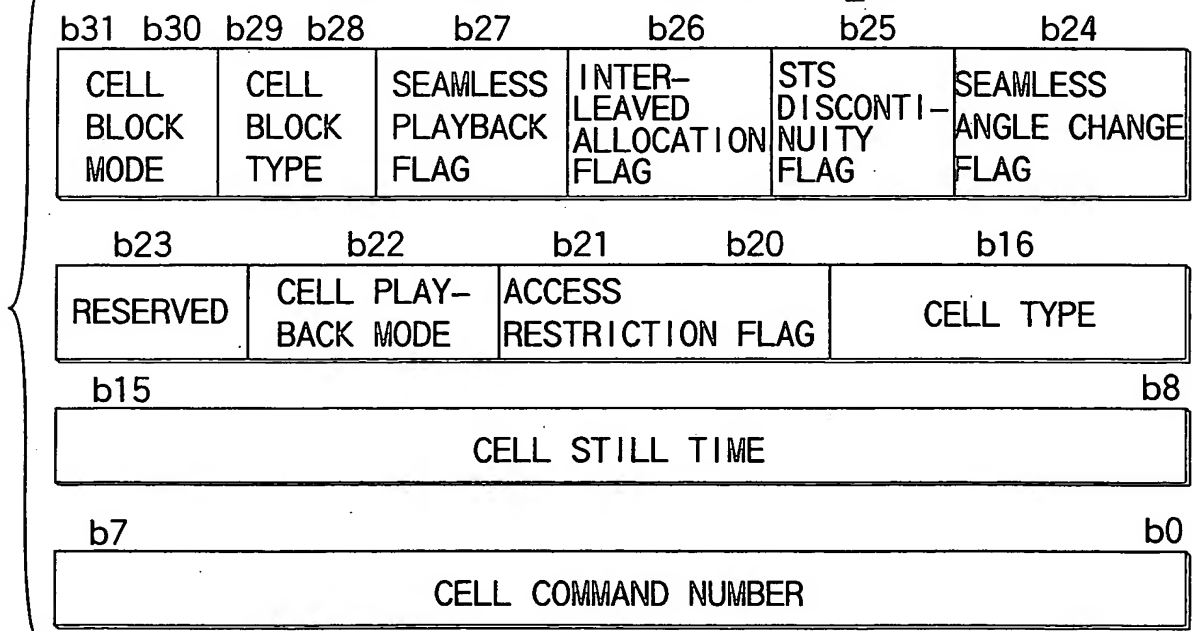 b31 b30 b29 b28 b27 b26 b25 b24
CELL BLOCK MODE
CELL BLOCK TYPE
SEAMLESS PLAYBACK FLAG
INTER-
LEAVED
ALLOCATION
FLAG
STS
DISCONTI-
NUITY
FLAG
SEAMLESS
ANGLE CHANGE
FLAG
b23 b22 b21 b20 b16
RESERVED
CELL PLAY-
BACK MODE
ACCESS
RESTRICTION FLAG
CELL TYPE
b15 b8
CELL STILL TIME
b7 b0
CELL COMMAND NUMBER